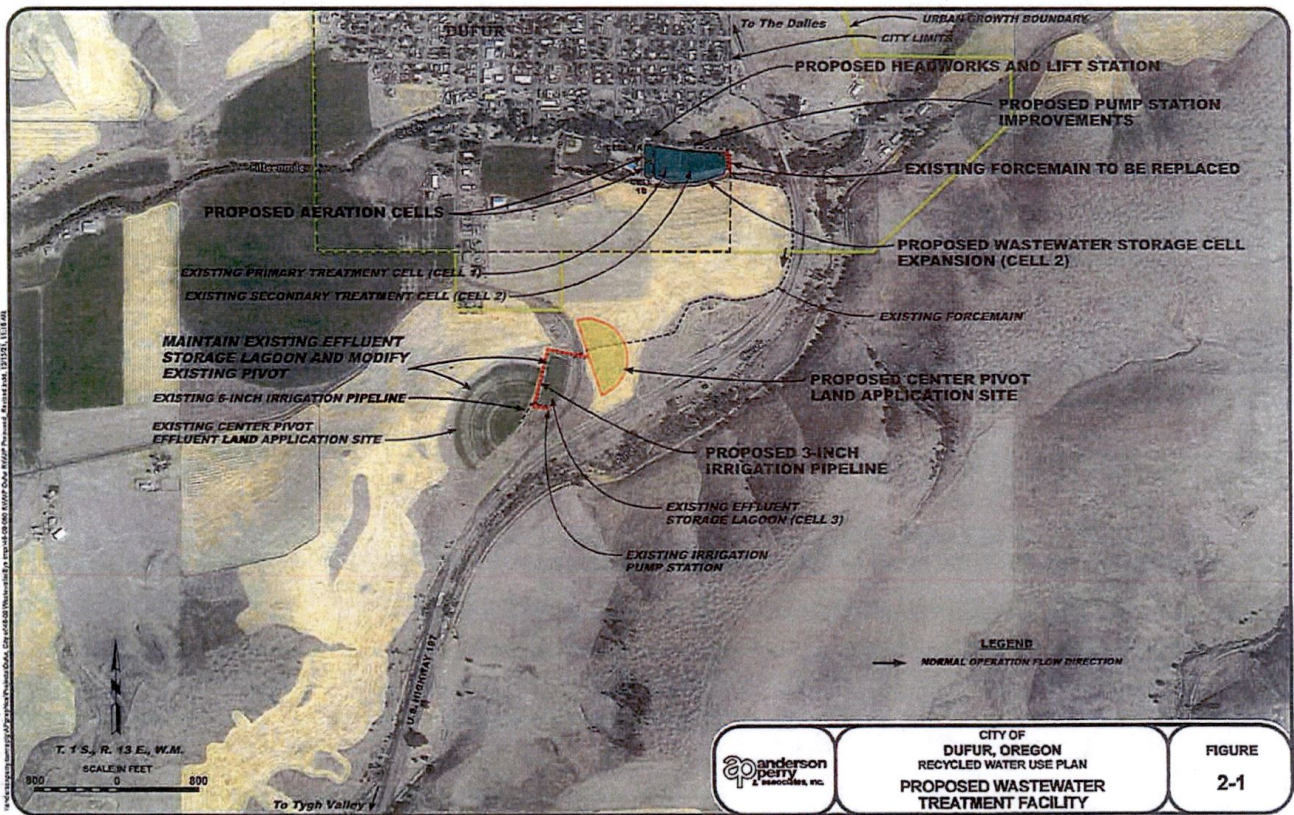 DUFUR
To The Dalles
URBAN GROWTH BOUNDARY
CITY LIMITS
PROPOSED HEADWORKS AND LIFT STATION
PROPOSED PUMP STATION
IMPROVEMENTS
EXISTING FORCEMAIN TO BE REPLACED
PROPOSED AERATION CELLS
PROPOSED WASTEWATER STORAGE CELL
EXPANSION (CELL 2)
EXISTING PRIMARY TREATMENT CELL (CELL 1)
EXISTING SECONDARY TREATMENT CELL (CELL 2)
EXISTING FORCEMAIN
MAINTAIN EXISTING EFFLUENT
STORAGE LAGOON AND MODIFY
EXISTING PIVOT
EXISTING 6-INCH IRRIGATION PIPELINE
EXISTING CENTER PIVOT
EFFLUENT LAND APPLICATION SITE
PROPOSED CENTER PIVOT
LAND APPLICATION SITE
PROPOSED 3-INCH
IRRIGATION PIPELINE
EXISTING EFFLUENT
STORAGE LAGOON (CELL 3)
EXISTING IRRIGATION
PUMP STATION
U.S. HIGHWAY 197
To Tygh Valley
LEGEND
NORMAL OPERATION FLOW DIRECTION
N
T. 1 S., R. 13 E., W.M.
SCALE IN FEET
800 0 800
ap anderson
perry
& associates, inc.
CITY OF
DUFUR, OREGON
RECYCLED WATER USE PLAN
PROPOSED WASTEWATER
TREATMENT FACILITY
FIGURE
2-1